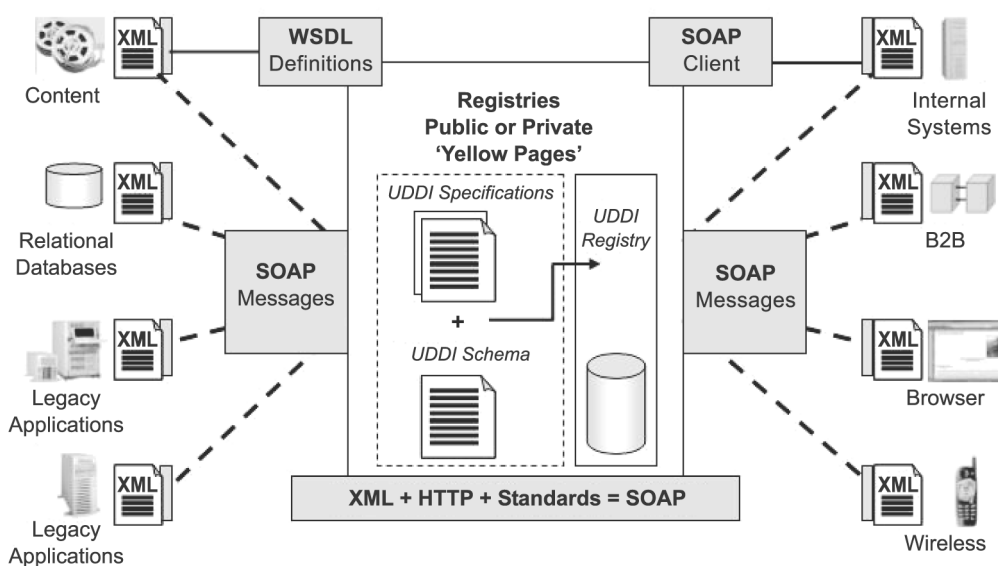 XML
Content
WSDL
Definitions
SOAP
Client
XML
Internal
Systems
Registries
Public or Private
‘Yellow Pages’
XML
Relational
Databases
UDDI Specifications
+
UDDI Schema
UDDI
Registry
XML
B2B
SOAP
Messages
SOAP
Messages
XML
Legacy
Applications
XML
Browser
XML
Legacy
Applications
XML + HTTP + Standards = SOAP
XML
Wireless